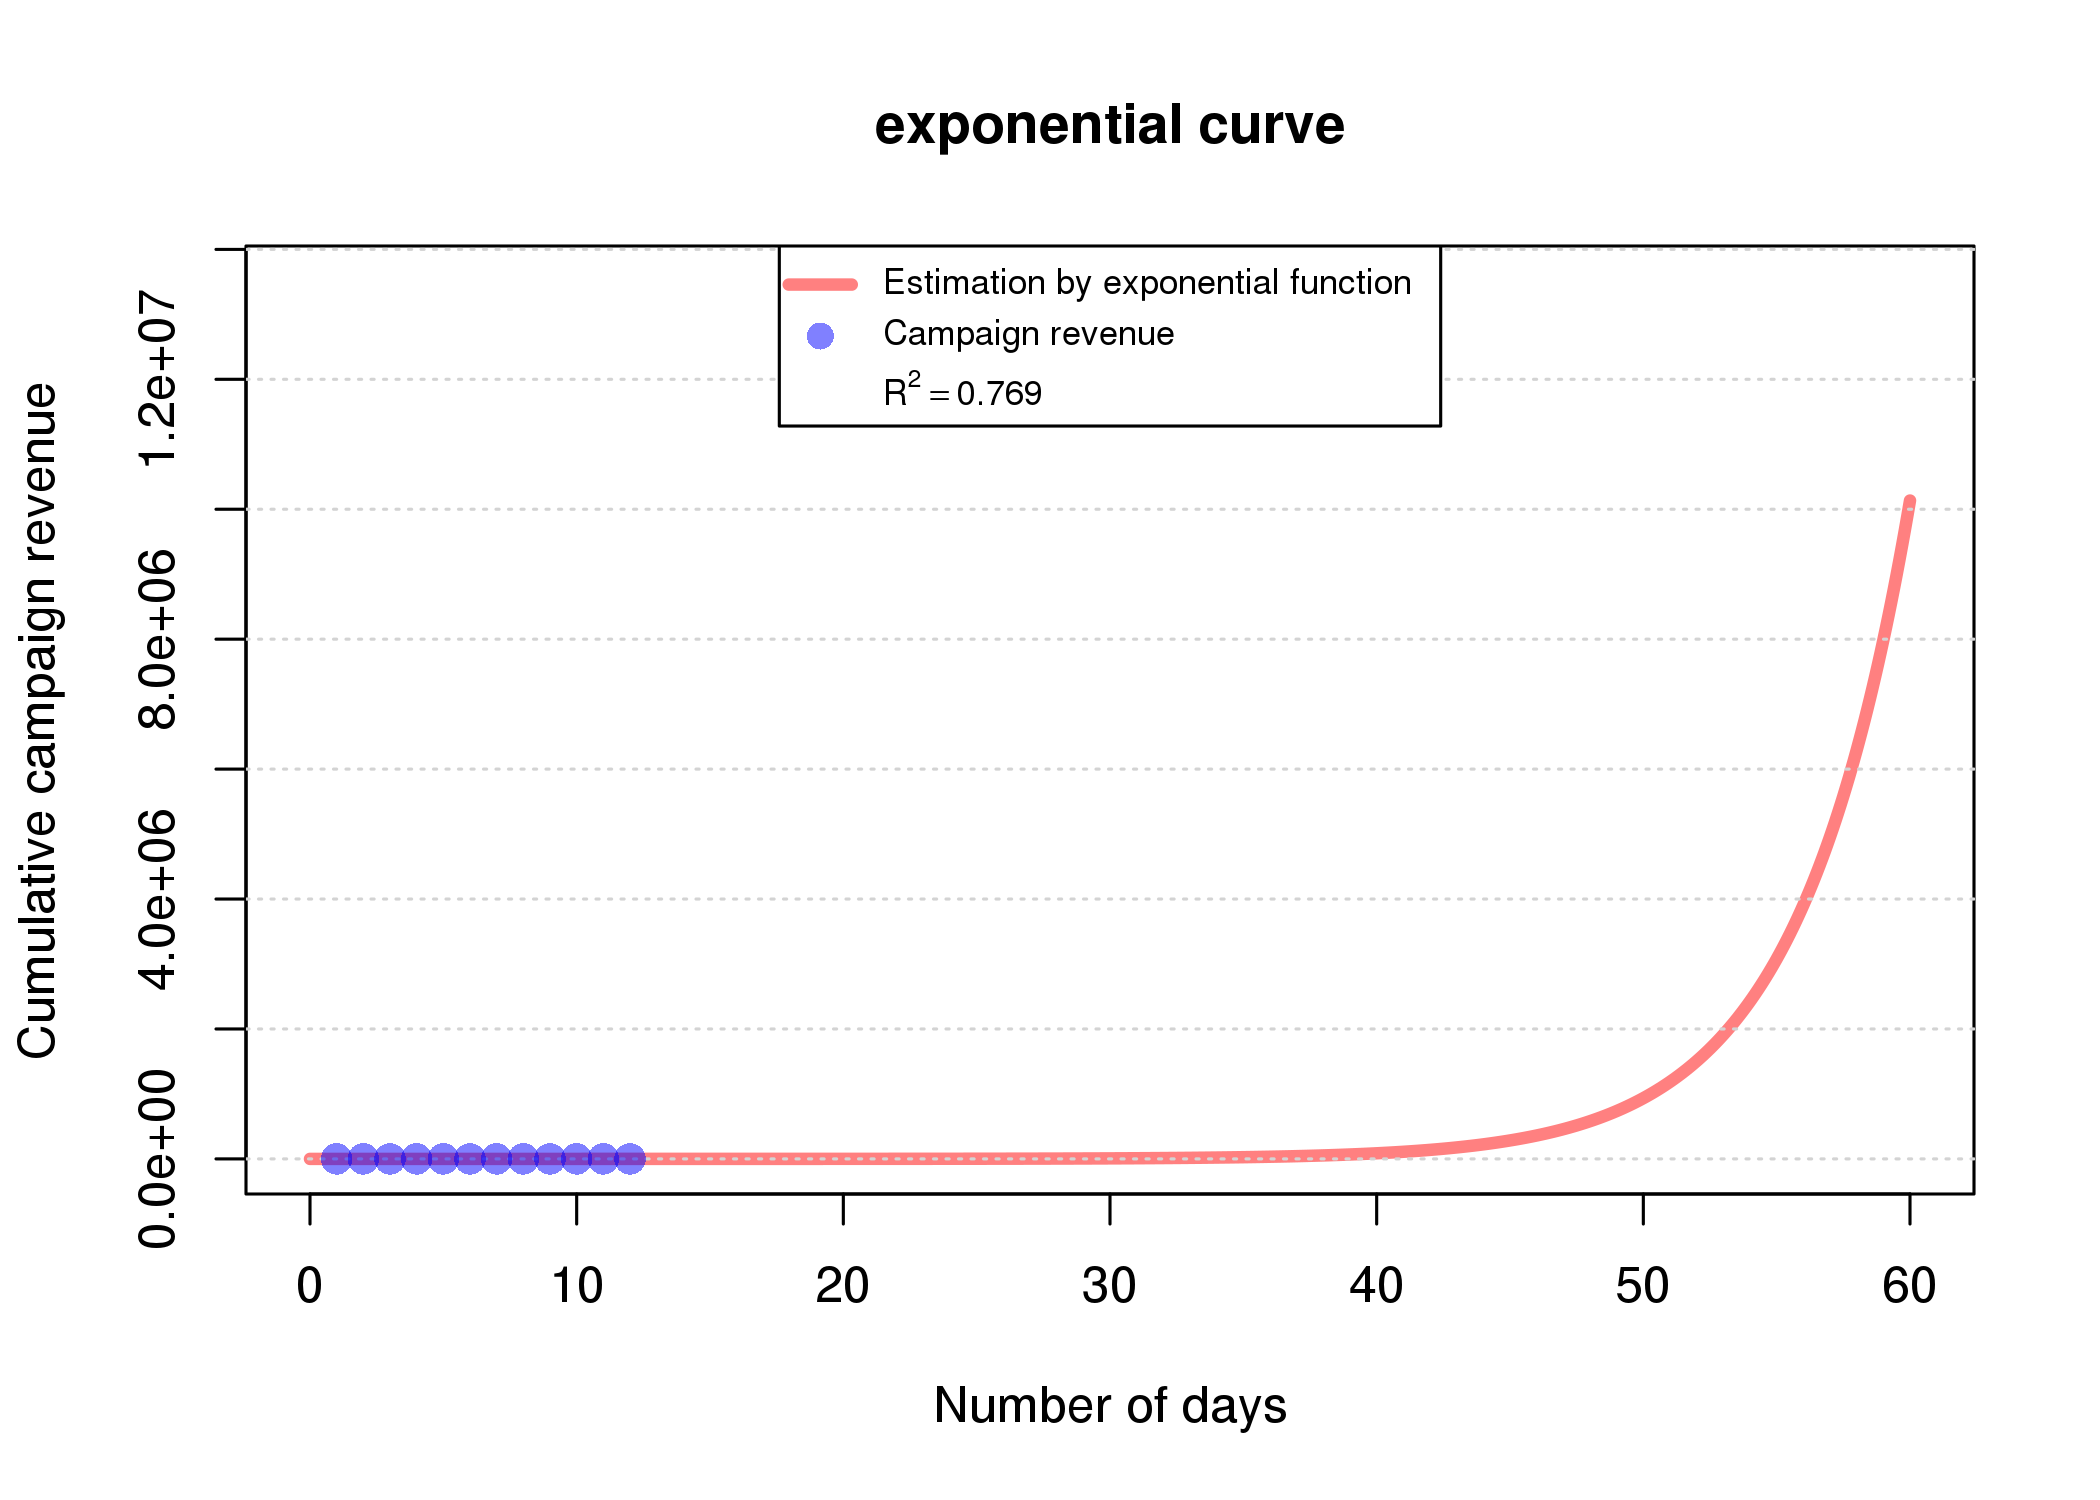 exponential curve
Estimation by exponential function
Campaign revenue
R² = 0.769
Cumulative campaign revenue
1.2e+07
8.0e+06
4.0e+06
0.0e+00
0 10 20 30 40 50 60
Number of days